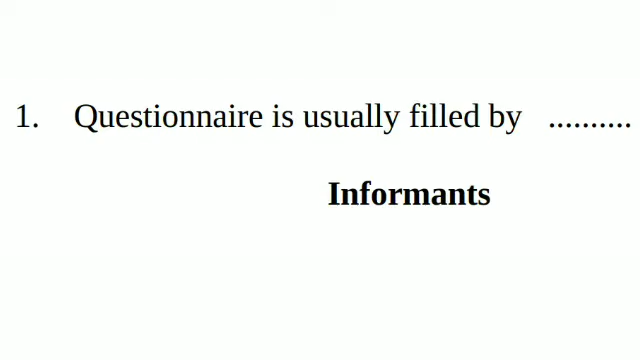 1. Questionnaire is usually filled by ..........
Informants